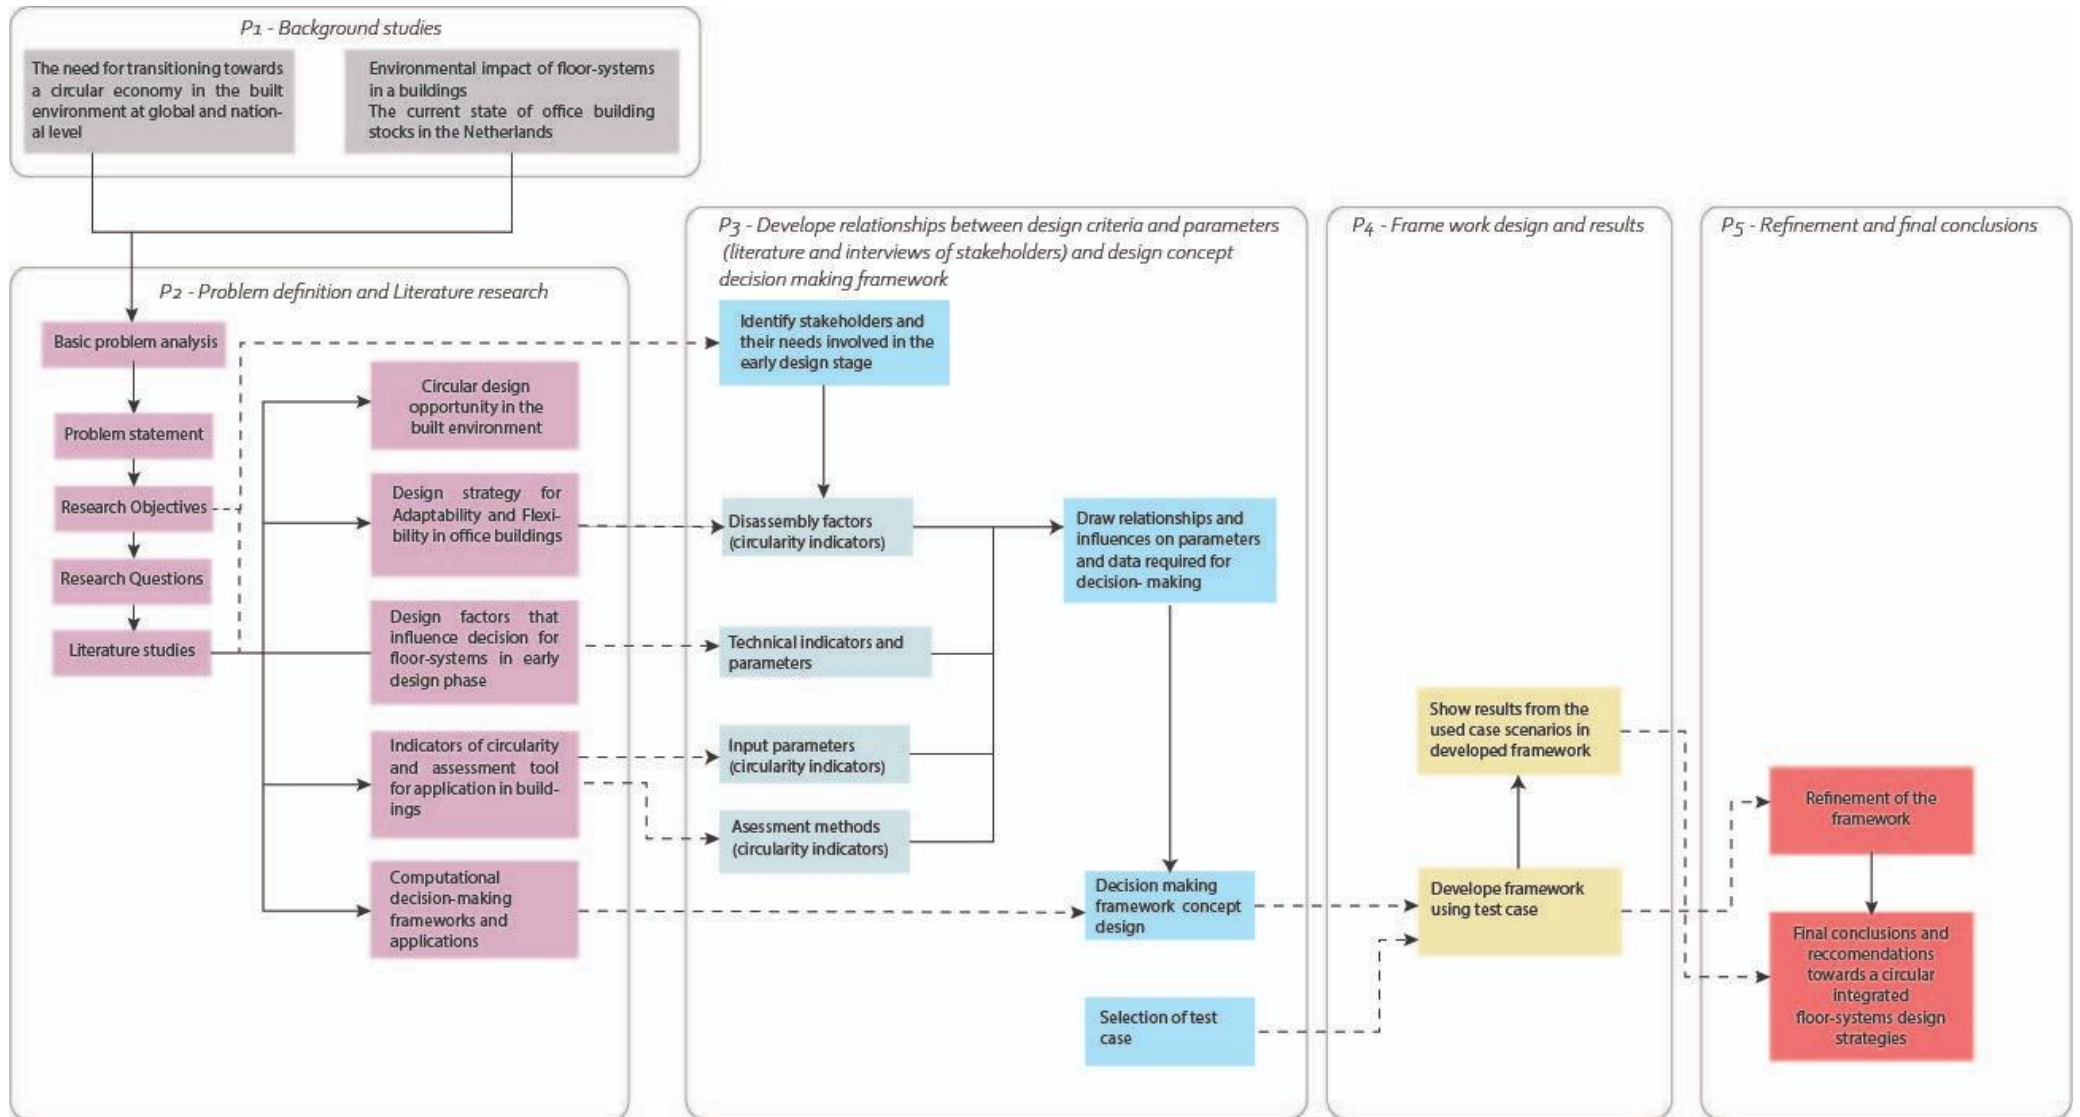 P1 - Background studies
The need for transitioning towards
a circular economy in the built
environment at global and nation-
al level
Environmental impact of floor-systems
in a buildings
The current state of office building
stocks in the Netherlands
P2 - Problem definition and Literature research
Basic problem analysis
Problem statement
Research Objectives
Research Questions
Literature studies
Circular design
opportunity in the
built environment
Design strategy for
Adaptability and Flexi-
bility in office buildings
Design factors that
influence decision for
floor-systems in early
design phase
Indicators of circularity
and assessment tool
for application in build-
ings
Computational
decision-making
frameworks and
applications
P3 - Develope relationships between design criteria and parameters
(literature and interviews of stakeholders) and design concept
decision making framework
Identify stakeholders and
their needs involved in the
early design stage
Disassembly factors
(circularity indicators)
Technical indicators and
parameters
Input parameters
(circularity indicators)
Asessment methods
(circularity indicators)
Draw relationships and
influences on parameters
and data required for
decision- making
Decision making
framework concept
design
Selection of test
case
P4 - Frame work design and results
Show results from the
used case scenarios in
developed framework
Develope framework
using test case
P5 - Refinement and final conclusions
Refinement of the
framework
Final conclusions and
reccomendations
towards a circular
integrated
floor-systems design
strategies